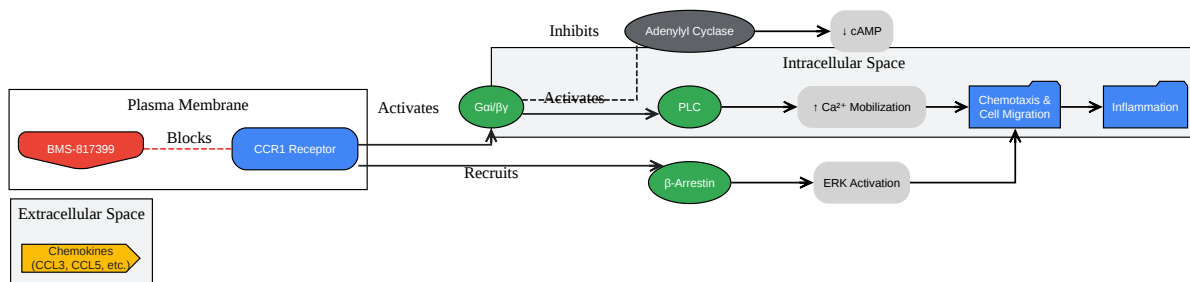 Inhibits
Adenylyl Cyclase
↓ cAMP
Intracellular Space
Plasma Membrane
Activates
Gαi/βγ
Activates
PLC
↑ Ca²⁺ Mobilization
Chemotaxis &
Cell Migration
Inflammation
BMS-817399
Blocks
CCR1 Receptor
Recruits
β-Arrestin
ERK Activation
Extracellular Space
Chemokines
(CCL3, CCL5, etc.)